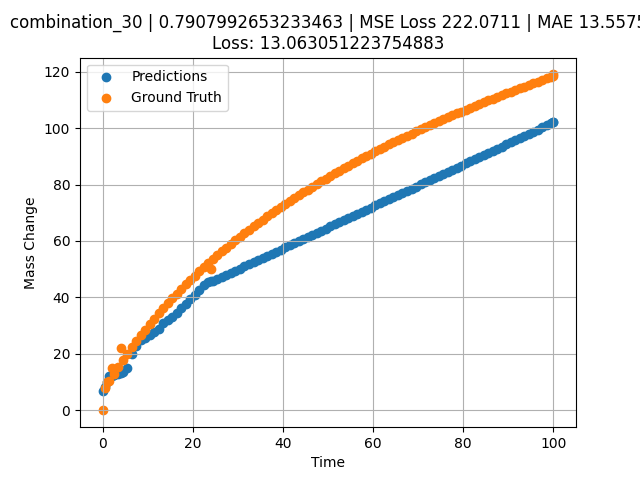 combination_30 | 0.7907992653233463 | MSE Loss 222.0711 | MAE 13.5575
Loss: 13.063051223754883
Predictions
Ground Truth
120
100
80
60
40
20
0
Mass Change
0 20 40 60 80 100
Time